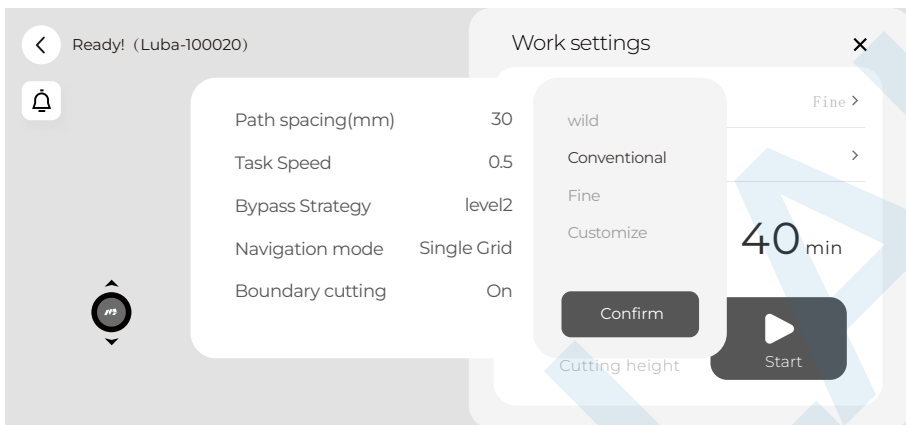 Ready!（Luba-100020）
Work settings
Fine
Path spacing(mm) 30
Task Speed 0.5
Bypass Strategy level2
Navigation mode Single Grid
Boundary cutting On
wild
Conventional
Fine
Customize
Confirm
40 min
Start
Cutting height